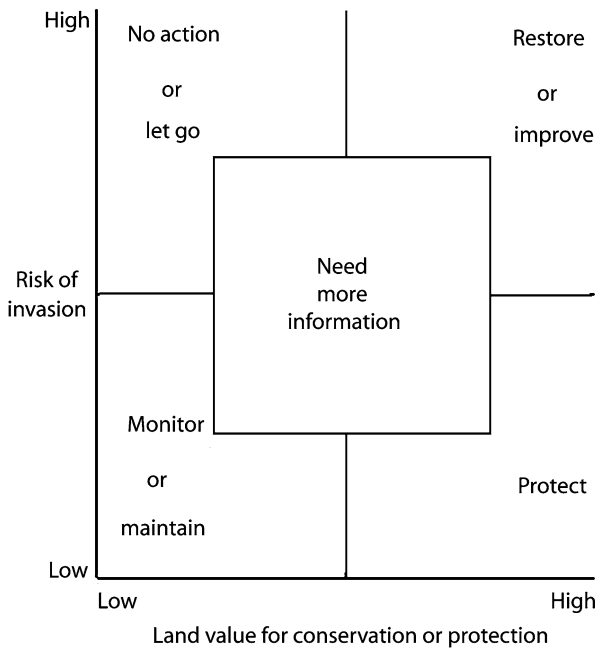 High
No action
or
let go
Restore
or
improve
Need
more
information
Risk of
invasion
Monitor
or
maintain
Protect
Low
Low
High
Land value for conservation or protection